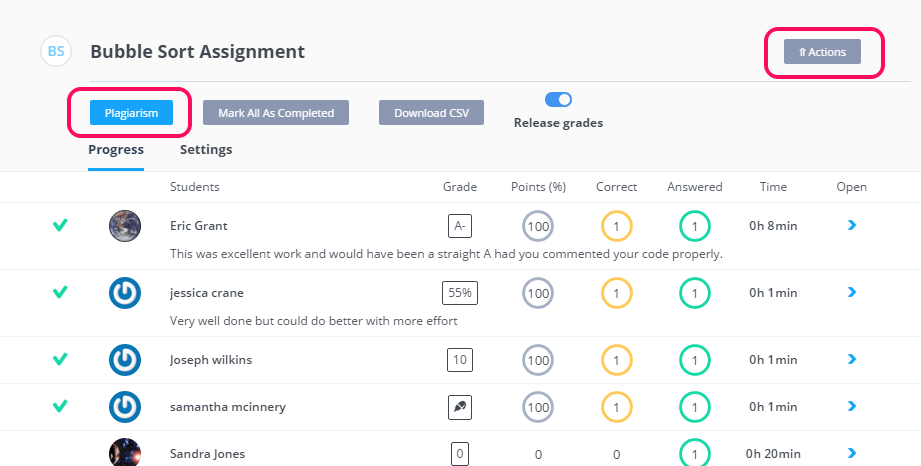 BS Bubble Sort Assignment ⇑ Actions
Plagiarism Mark All As Completed Download CSV Release grades
Progress Settings
Students Grade Points (%) Correct Answered Time Open
Eric Grant A- 100 1 1 0h 8min
This was excellent work and would have been a straight A had you commented your code properly.
jessica crane 55% 100 1 1 0h 1min
Very well done but could do better with more effort
Joseph wilkins 10 100 1 1 0h 1min
samantha mcinnery 100 1 1 0h 1min
Sandra Jones 0 0 0 1 0h 20min